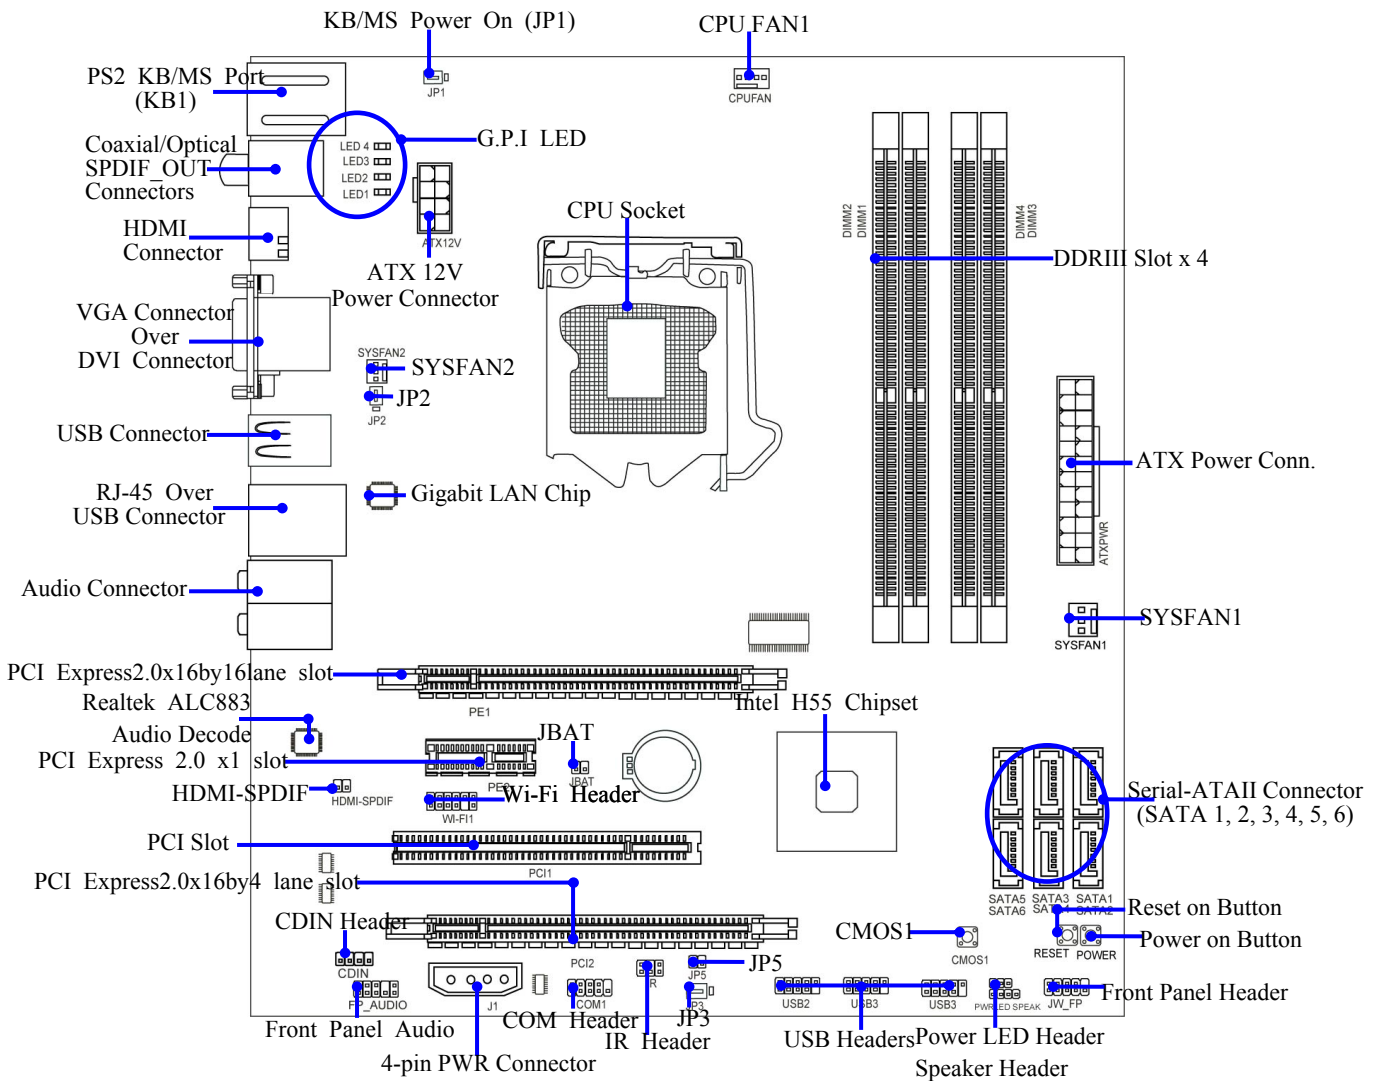 KB/MS Power On (JP1)
CPU FAN1
PS2 KB/MS Port
(KB1)
JP1
CPUFAN
Coaxial/Optical
SPDIF_OUT
Connectors
LED 4
LED3
LED2
LED1
G.P.I LED
HDMI
Connector
ATX12V
ATX 12V
Power Connector
CPU Socket
DIMM2
DIMM1
DIMM4
DIMM3
DDRIII Slot x 4
VGA Connector
Over
DVI Connector
SYSFAN2
SYSFAN2
JP2
JP2
USB Connector
ATX Power Conn.
RJ-45 Over
USB Connector
Gigabit LAN Chip
ATXPWR
Audio Connector
SYSFAN1
SYSFAN1
PCI Express2.0x16by16lane slot
PE1
Intel H55 Chipset
Realtek ALC883
Audio Decode
JBAT
JBAT
PCI Express 2.0 x1 slot
HDMI-SPDIF
HDMI-SPDIF
Wi-Fi Header
WI-FI1
Serial-ATAII Connector
(SATA 1, 2, 3, 4, 5, 6)
PCI Slot
PCI1
PCI Express2.0x16by4 lane slot
SATA5
SATA6
SATA3
SATA1
SATA2
CDIN Header
CDIN
CMOS1
CMOS1
Reset on Button
RESET
Power on Button
POWER
PCI2
JP5
JP5
FP_AUDIO
J1
COM1
JP3
USB2
USB3
USB3
PWRLED SPEAK
JW_FP
Front Panel Header
Front Panel Audio
4-pin PWR Connector
COM Header
IR Header
JP3
USB Headers
Power LED Header
Speaker Header